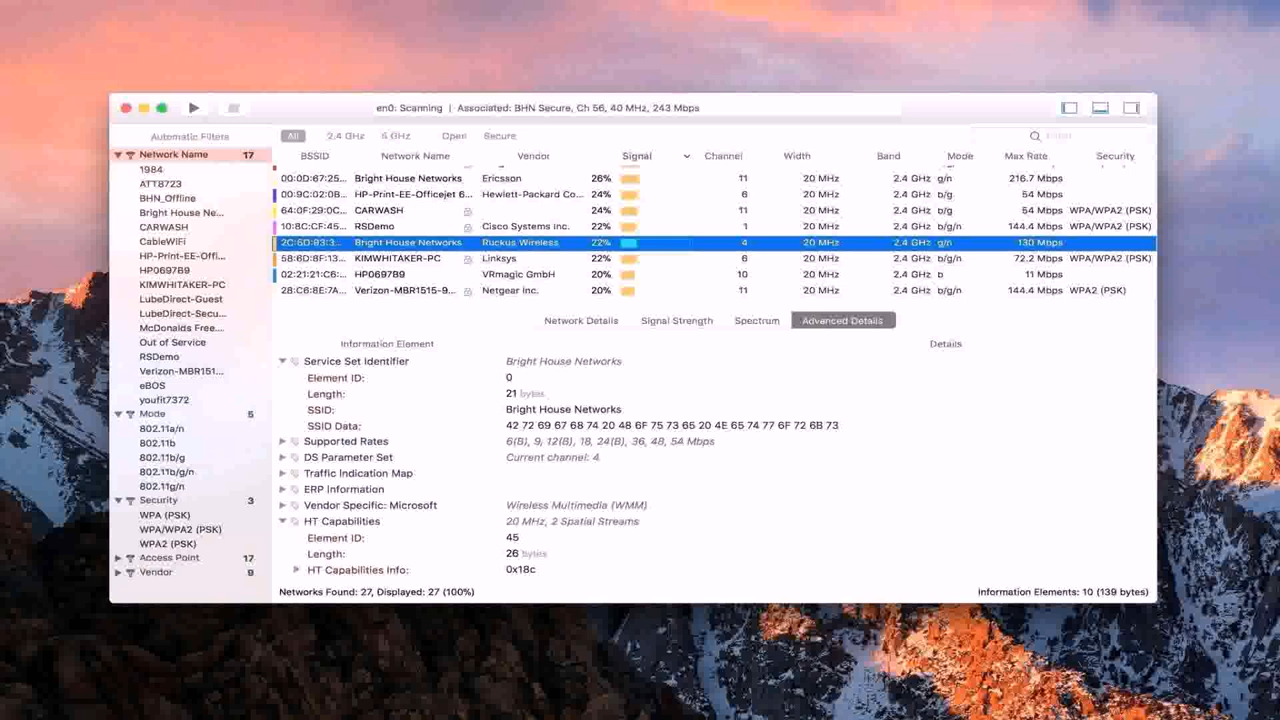 en0: Scanning | Associated: BHN Secure, Ch 56, 40 MHz, 243 Mbps
Automatic Filters
All 2.4 GHz 5 GHz Open Secure
Network Name 17
1984
ATT8723
BHN_Offline
Bright House Ne...
CARWASH
CableWiFi
HP-Print-EE-Offi...
HP0697B9
KIMWHITAKER-PC
LubeDirect-Guest
LubeDirect-Secu...
McDonalds Free....
Out of Service
RSDemo
Verizon-MBR151...
eBOS
youfit7372
Mode 5
802.11a/n
802.11b
802.11b/g
802.11b/g/n
802.11g/n
Security 3
WPA (PSK)
WPA/WPA2 (PSK)
WPA2 (PSK)
Access Point 17
Vendor 9
BSSID Network Name Vendor Signal Channel Width Band Mode Max Rate Security
00:0D:67:25... Bright House Networks Ericsson 26% 11 20 MHz 2.4 GHz g/n 216.7 Mbps
00:9C:02:0B... HP-Print-EE-Officejet 6... Hewlett-Packard Co... 24% 6 20 MHz 2.4 GHz b/g 54 Mbps
64:0F:29:0C... CARWASH 24% 11 20 MHz 2.4 GHz b/g 54 Mbps WPA/WPA2 (PSK)
10:8C:CF:45... RSDemo Cisco Systems Inc. 22% 1 20 MHz 2.4 GHz b/g/n 144.4 Mbps WPA/WPA2 (PSK)
Bright House Networks Ruckus Wireless 22% 4 20 MHz 2.4 GHz g/n 130 Mbps
58:6D:8F:13... KIMWHITAKER-PC Linksys 22% 6 20 MHz 2.4 GHz b/g/n 72.2 Mbps WPA/WPA2 (PSK)
02:21:21:C6:... HP0697B9 VRmagic GmbH 20% 10 20 MHz 2.4 GHz b 11 Mbps
28:C6:8E:7A... Verizon-MBR1515-9... Netgear Inc. 20% 11 20 MHz 2.4 GHz b/g/n 144.4 Mbps WPA2 (PSK)
Network Details Signal Strength Spectrum Advanced Details
Information Element Details
Service Set Identifier Bright House Networks
Element ID: 0
Length: 21 bytes
SSID: Bright House Networks
SSID Data: 42 72 69 67 68 74 20 48 6F 75 73 65 20 4E 65 74 77 6F 72 6B 73
Supported Rates 6(B), 9, 12(B), 18, 24(B), 36, 48, 54 Mbps
DS Parameter Set Current channel: 4
Traffic Indication Map
ERP Information
Vendor Specific: Microsoft Wireless Multimedia (WMM)
HT Capabilities 20 MHz, 2 Spatial Streams
Element ID: 45
Length: 26 bytes
HT Capabilities Info: 0x18c
Networks Found: 27, Displayed: 27 (100%) Information Elements: 10 (139 bytes)